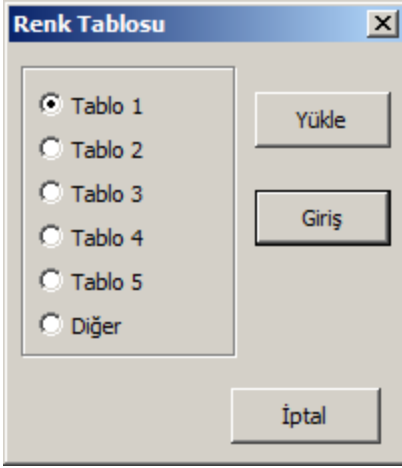 Renk Tablosu
Tablo 1
Tablo 2
Tablo 3
Tablo 4
Tablo 5
Diğer
Yükle
Giriş
İptal